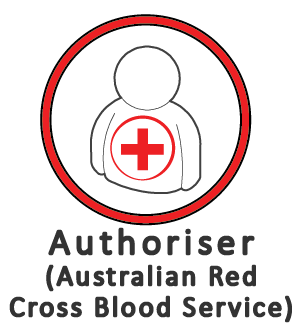 Authoriser
(Australian Red
Cross Blood Service)